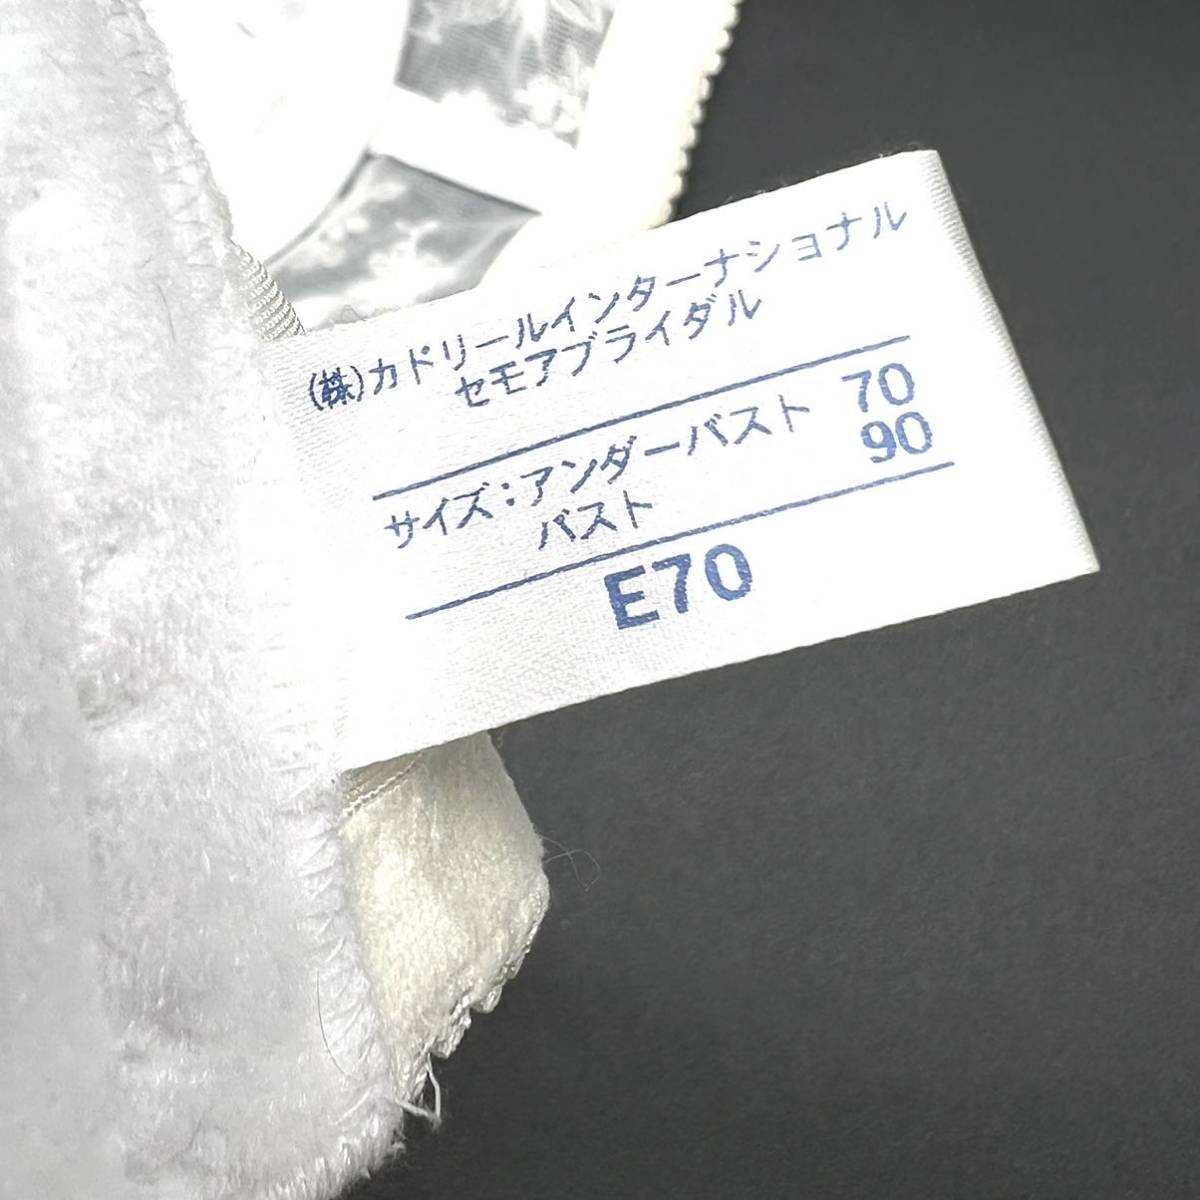 (株)カドリールインターナショナル
セモアブライダル
サイズ：アンダーバスト 70
バスト 90
E70